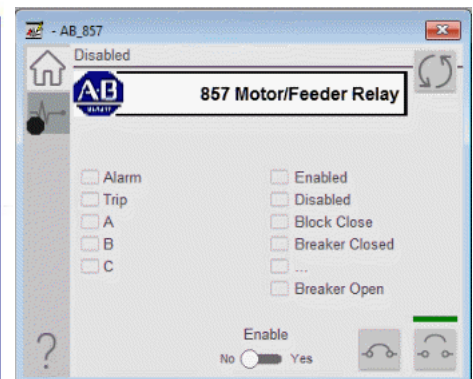 - AB_857
Disabled
AB
857 Motor/Feeder Relay
Alarm
Trip
A
B
C
Enabled
Disabled
Block Close
Breaker Closed
...
Breaker Open
Enable
No Yes
?